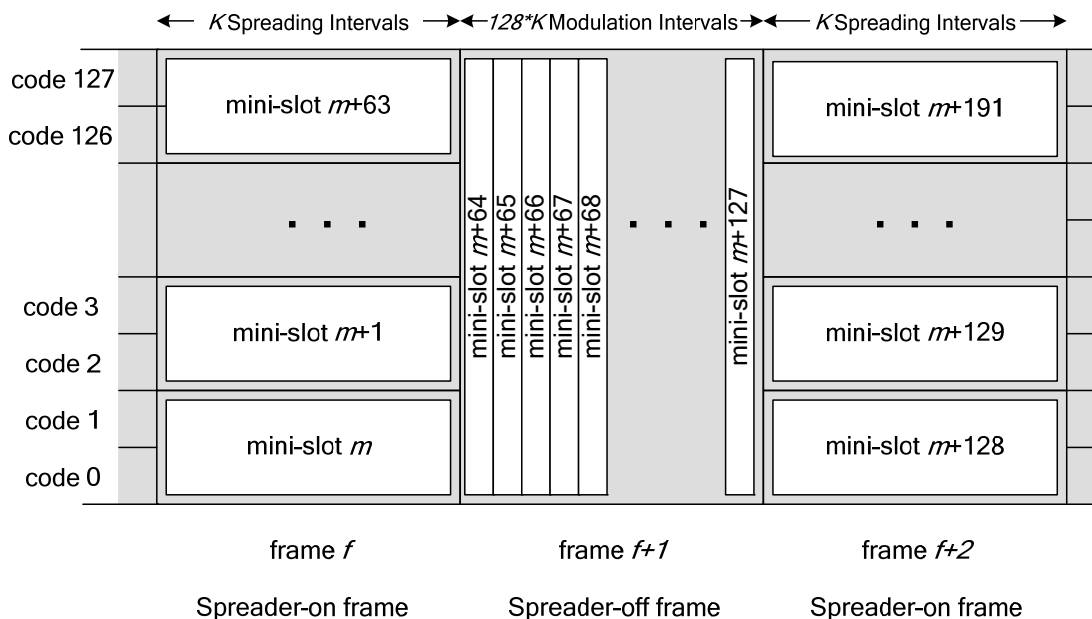 K Spreading Intervals
128*K Modulation Intervals
K Spreading Intervals
code 127
code 126
code 3
code 2
code 1
code 0
mini-slot m+63
. . .
mini-slot m+1
mini-slot m
mini-slot m+64
mini-slot m+65
mini-slot m+66
mini-slot m+67
mini-slot m+68
. . .
mini-slot m+127
mini-slot m+191
. . .
mini-slot m+129
mini-slot m+128
frame f
frame f+1
frame f+2
Spreader-on frame
Spreader-off frame
Spreader-on frame